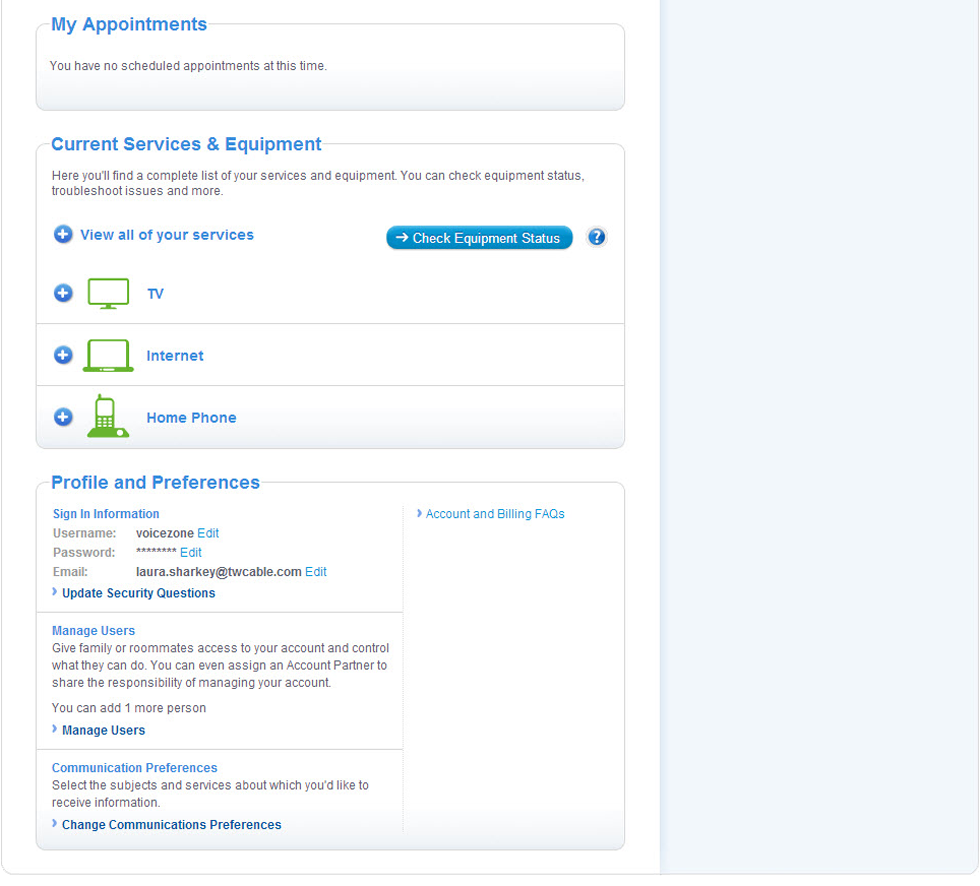 My Appointments
You have no scheduled appointments at this time.
Current Services & Equipment
Here you'll find a complete list of your services and equipment. You can check equipment status,
troubleshoot issues and more.
View all of your services
→ Check Equipment Status
?
TV
Internet
Home Phone
Profile and Preferences
Sign In Information
Username: voicezone Edit
Password: ******** Edit
Email: laura.sharkey@twcable.com Edit
Update Security Questions
Account and Billing FAQs
Manage Users
Give family or roommates access to your account and control
what they can do. You can even assign an Account Partner to
share the responsibility of managing your account.
You can add 1 more person
Manage Users
Communication Preferences
Select the subjects and services about which you'd like to
receive information.
Change Communications Preferences